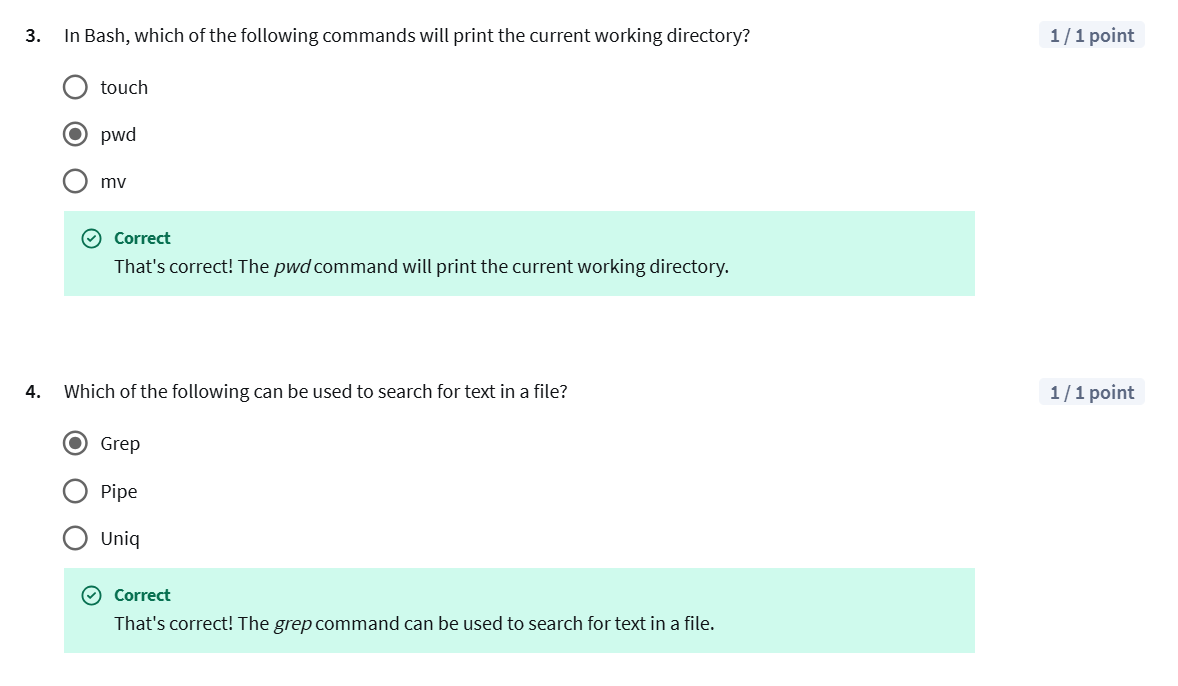 3. In Bash, which of the following commands will print the current working directory? 1 / 1 point
touch
pwd
mv
Correct
That's correct! The pwd command will print the current working directory.
4. Which of the following can be used to search for text in a file? 1 / 1 point
Grep
Pipe
Uniq
Correct
That's correct! The grep command can be used to search for text in a file.